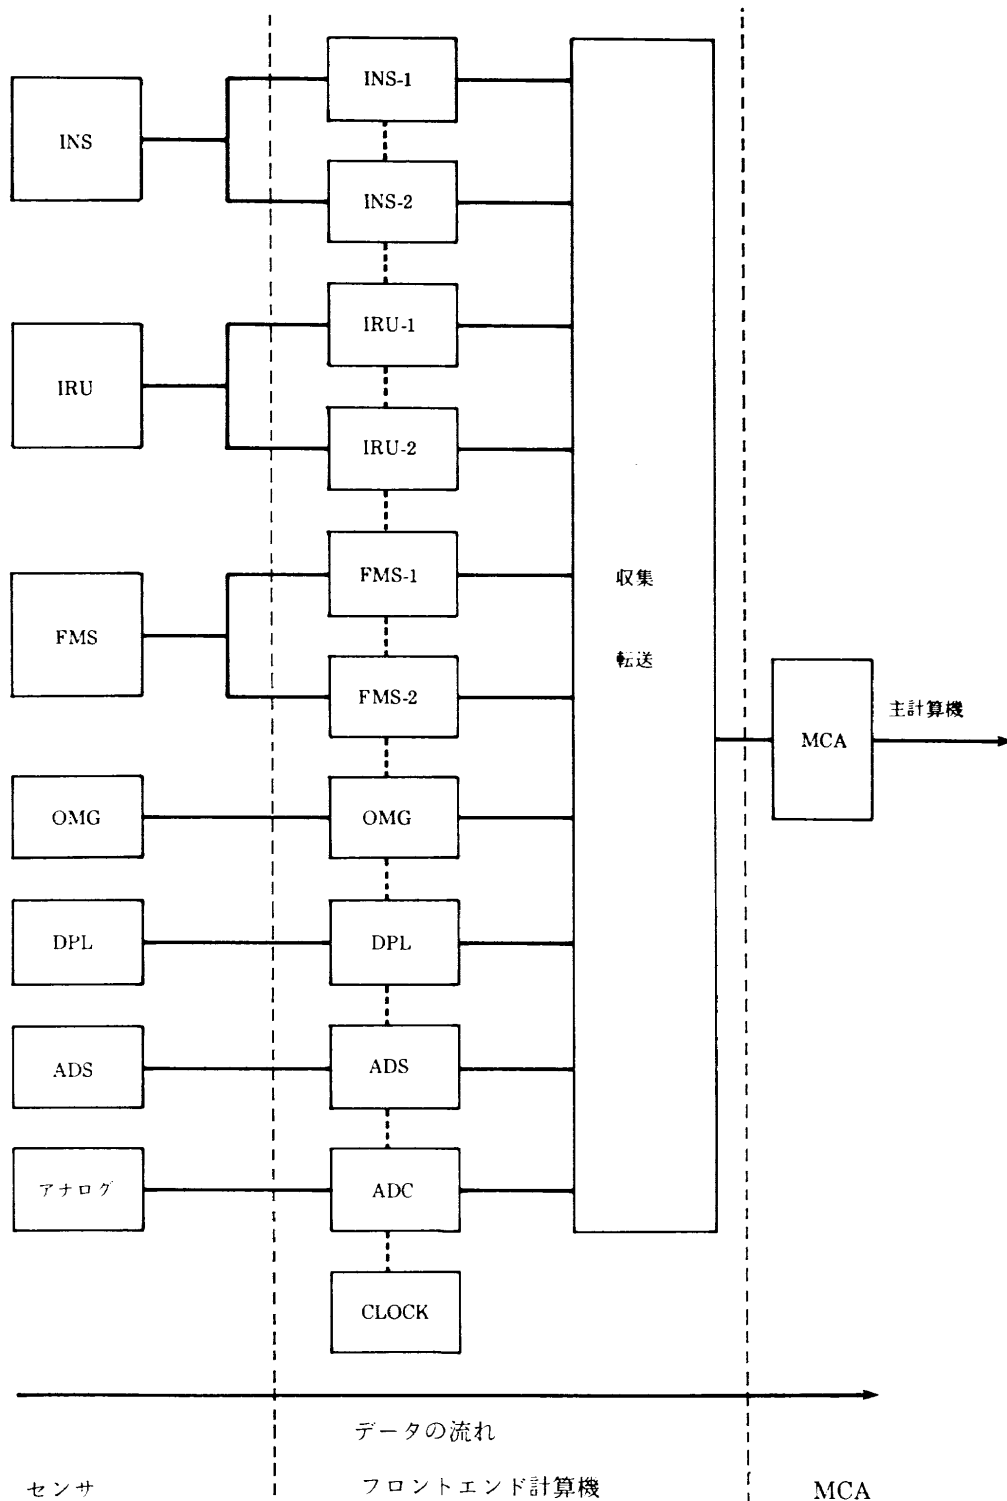 INS
INS-1
INS-2
IRU
IRU-1
IRU-2
FMS
FMS-1
FMS-2
収集
転送
MCA
主計算機
OMG
OMG
DPL
DPL
ADS
ADS
アナログ
ADC
CLOCK
データの流れ
センサ
フロントエンド計算機
MCA